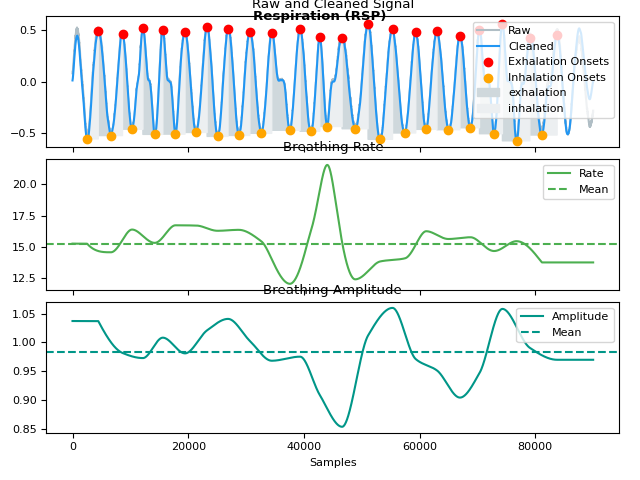 Raw and Cleaned Signal
Respiration (RSP)
0.5
0.0
−0.5
Raw
Cleaned
Exhalation Onsets
Inhalation Onsets
exhalation
inhalation
Breathing Rate
20.0
17.5
15.0
12.5
Rate
Mean
Breathing Amplitude
1.05
1.00
0.95
0.90
0.85
Amplitude
Mean
0 20000 40000 60000 80000
Samples